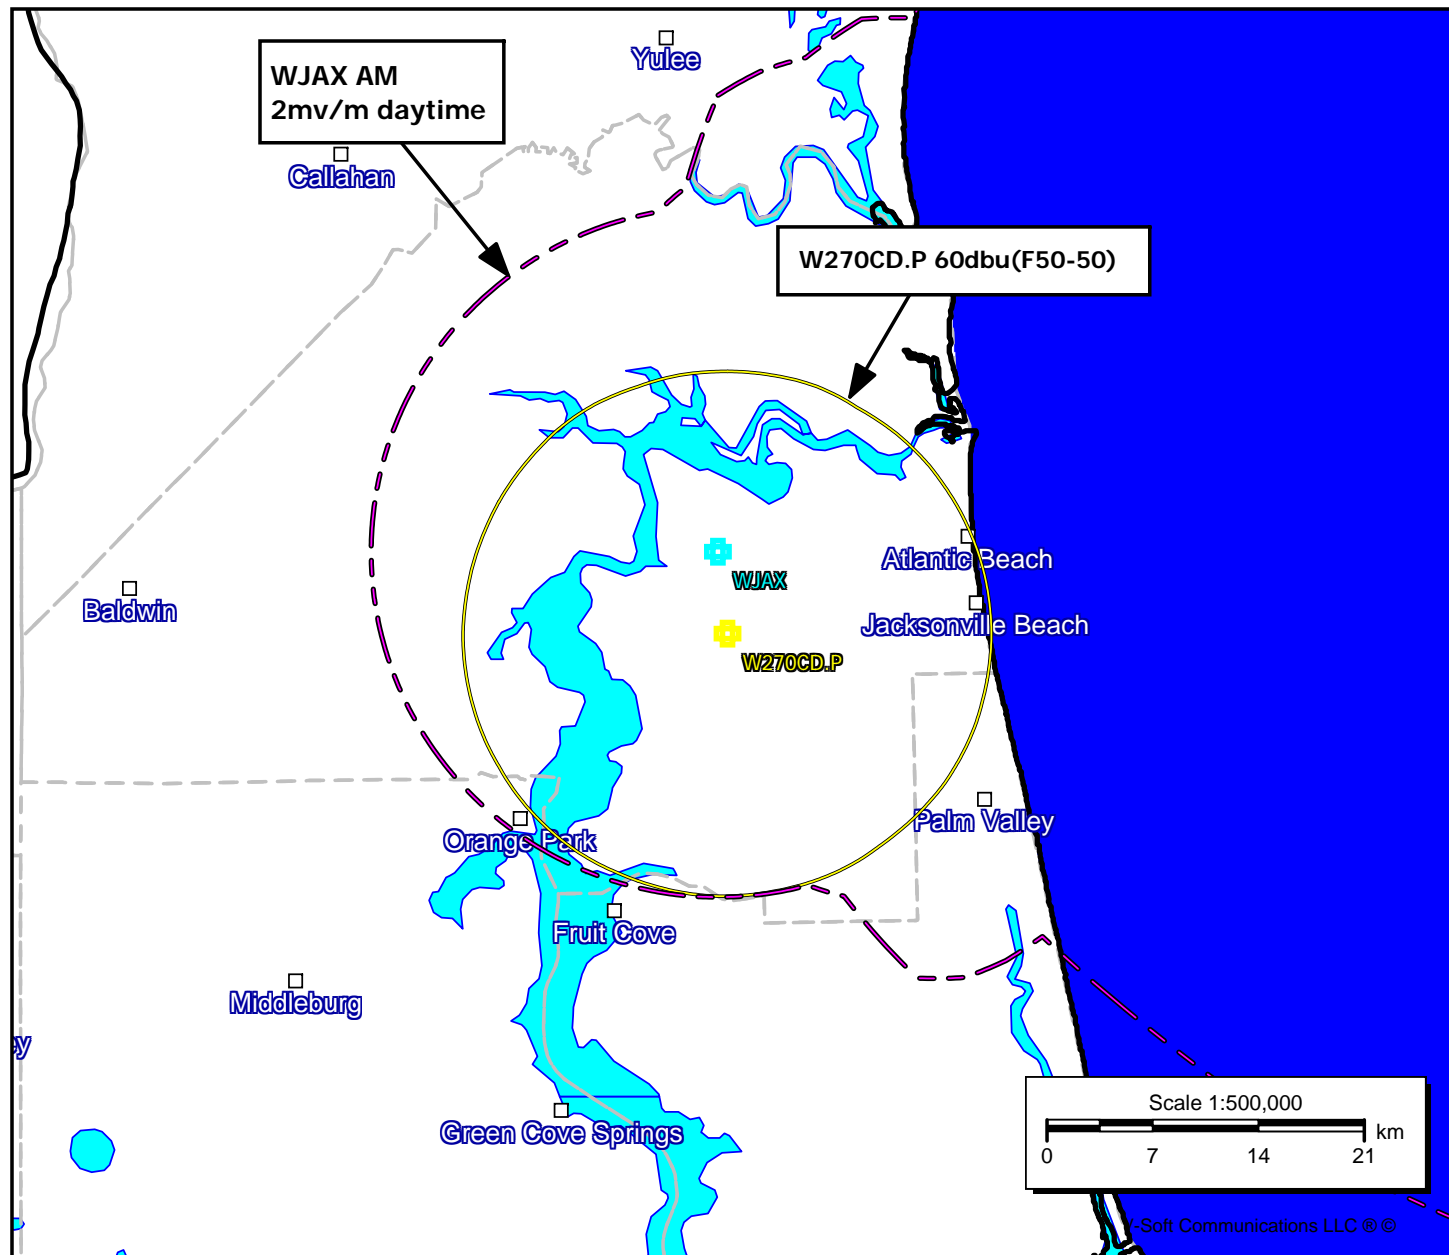 Yulee
WJAX AM
2mv/m daytime
Callahan
W270CD.P 60dbu(F50-50)
Atlantic Beach
WJAX
Baldwin
Jacksonville Beach
W270CD.P
Palm Valley
Orange Park
Fruit Cove
Middleburg
y
Scale 1:500,000
km
0 7 14 21
Green Cove Springs
-Soft Communications LLC ® ©